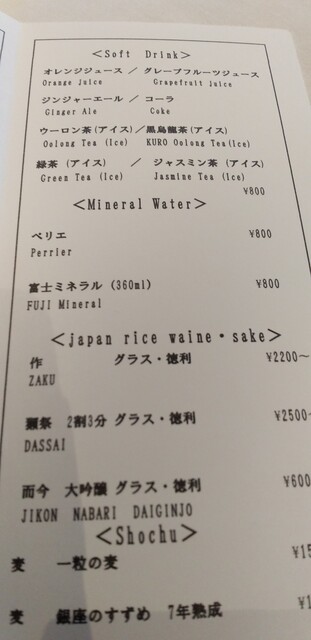 <Soft Drink>
オレンジジュース / グレープフルーツジュース
Orange Juice Grapefruit Juice
ジンジャーエール / コーラ
Ginger Ale Coke
ウーロン茶(アイス)/黒烏龍茶(アイス)
Oolong Tea (Ice) KURO Oolong Tea(Ice)
緑茶 (アイス) / ジャスミン茶 (アイス)
Green Tea (Ice) Jasmine Tea (Ice)
¥800
<Mineral Water>
ペリエ ¥800
Perrier
富士ミネラル (360ml) ¥800
FUJI Mineral
<japan rice waine・sake>
作 グラス・徳利 ¥2200～
ZAKU
獺祭 2割3分 グラス・徳利 ¥2500
DASSAI
而今 大吟醸 グラス・徳利 ¥600
JIKON NABARI DAIGINJO
<Shochu>
麦 一粒の麦
麦 銀座のすずめ 7年熟成